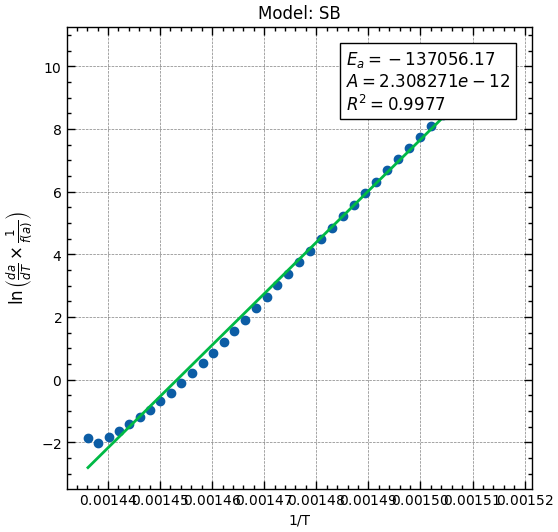 Model: SB
E_a = −137056.17
A = 2.308271e − 12
R² = 0.9977
10
8
6
4
2
0
−2
ln(da/dT × 1/f(a))
0.00144 0.00145 0.00146 0.00147 0.00148 0.00149 0.00150 0.00151 0.00152
1/T